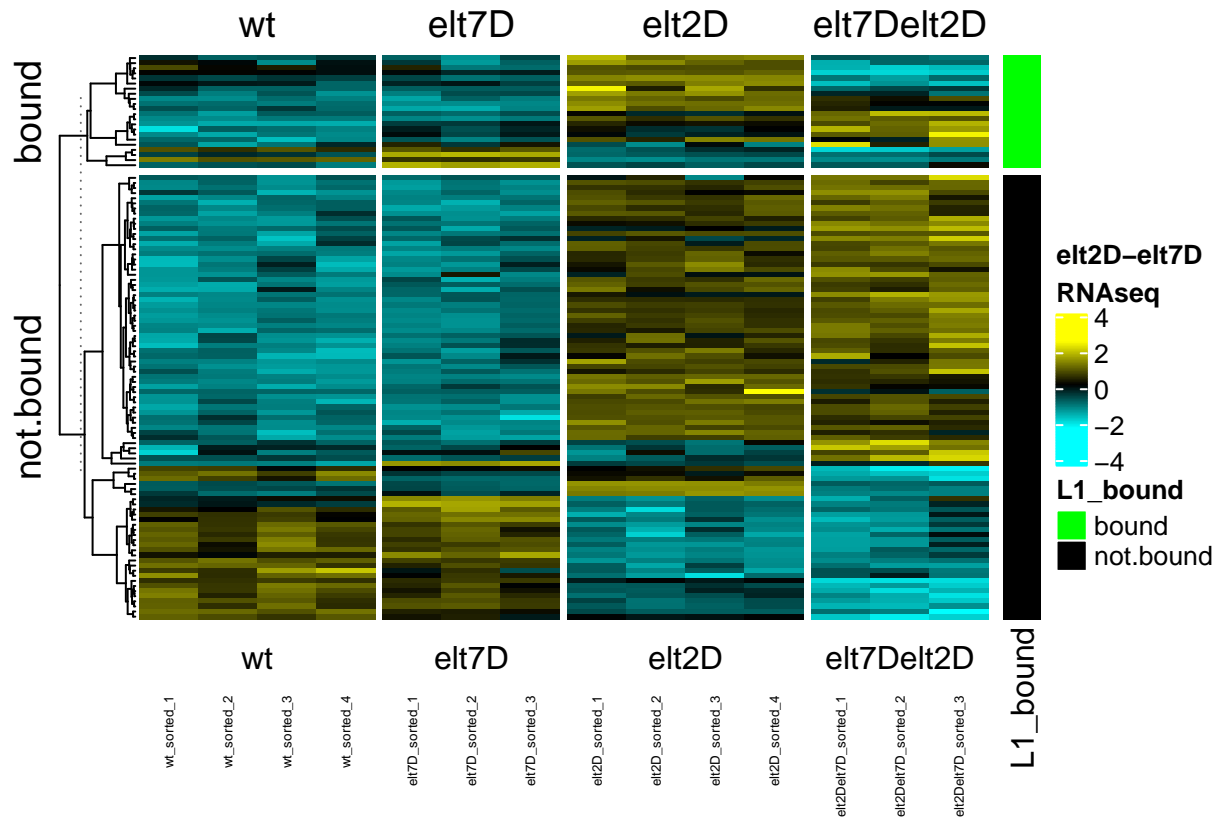 wt
elt7D
elt2D
elt7Delt2D
bound
not.bound
elt2D−elt7D
RNAseq
4
2
0
−2
−4
L1_bound
bound
not.bound
wt
elt7D
elt2D
elt7Delt2D
L1_bound
wt_sorted_1
wt_sorted_2
wt_sorted_3
wt_sorted_4
elt7D_sorted_1
elt7D_sorted_2
elt7D_sorted_3
elt2D_sorted_1
elt2D_sorted_2
elt2D_sorted_3
elt2D_sorted_4
elt2Delt7D_sorted_1
elt2Delt7D_sorted_2
elt2Delt7D_sorted_3